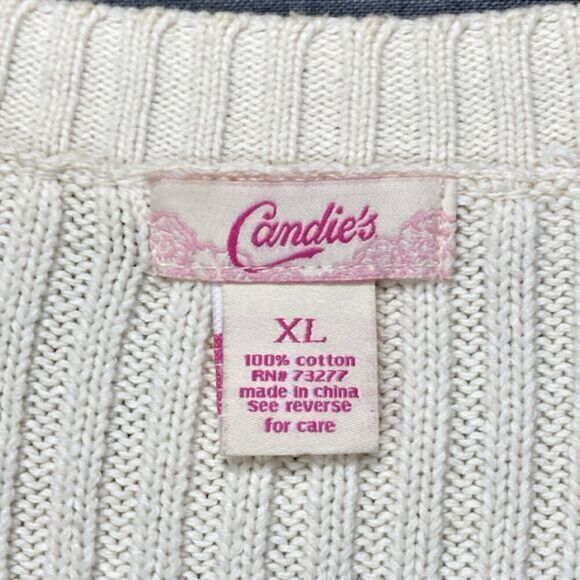 Candie's
XL
100% cotton
RN# 73277
made in china
see reverse
for care